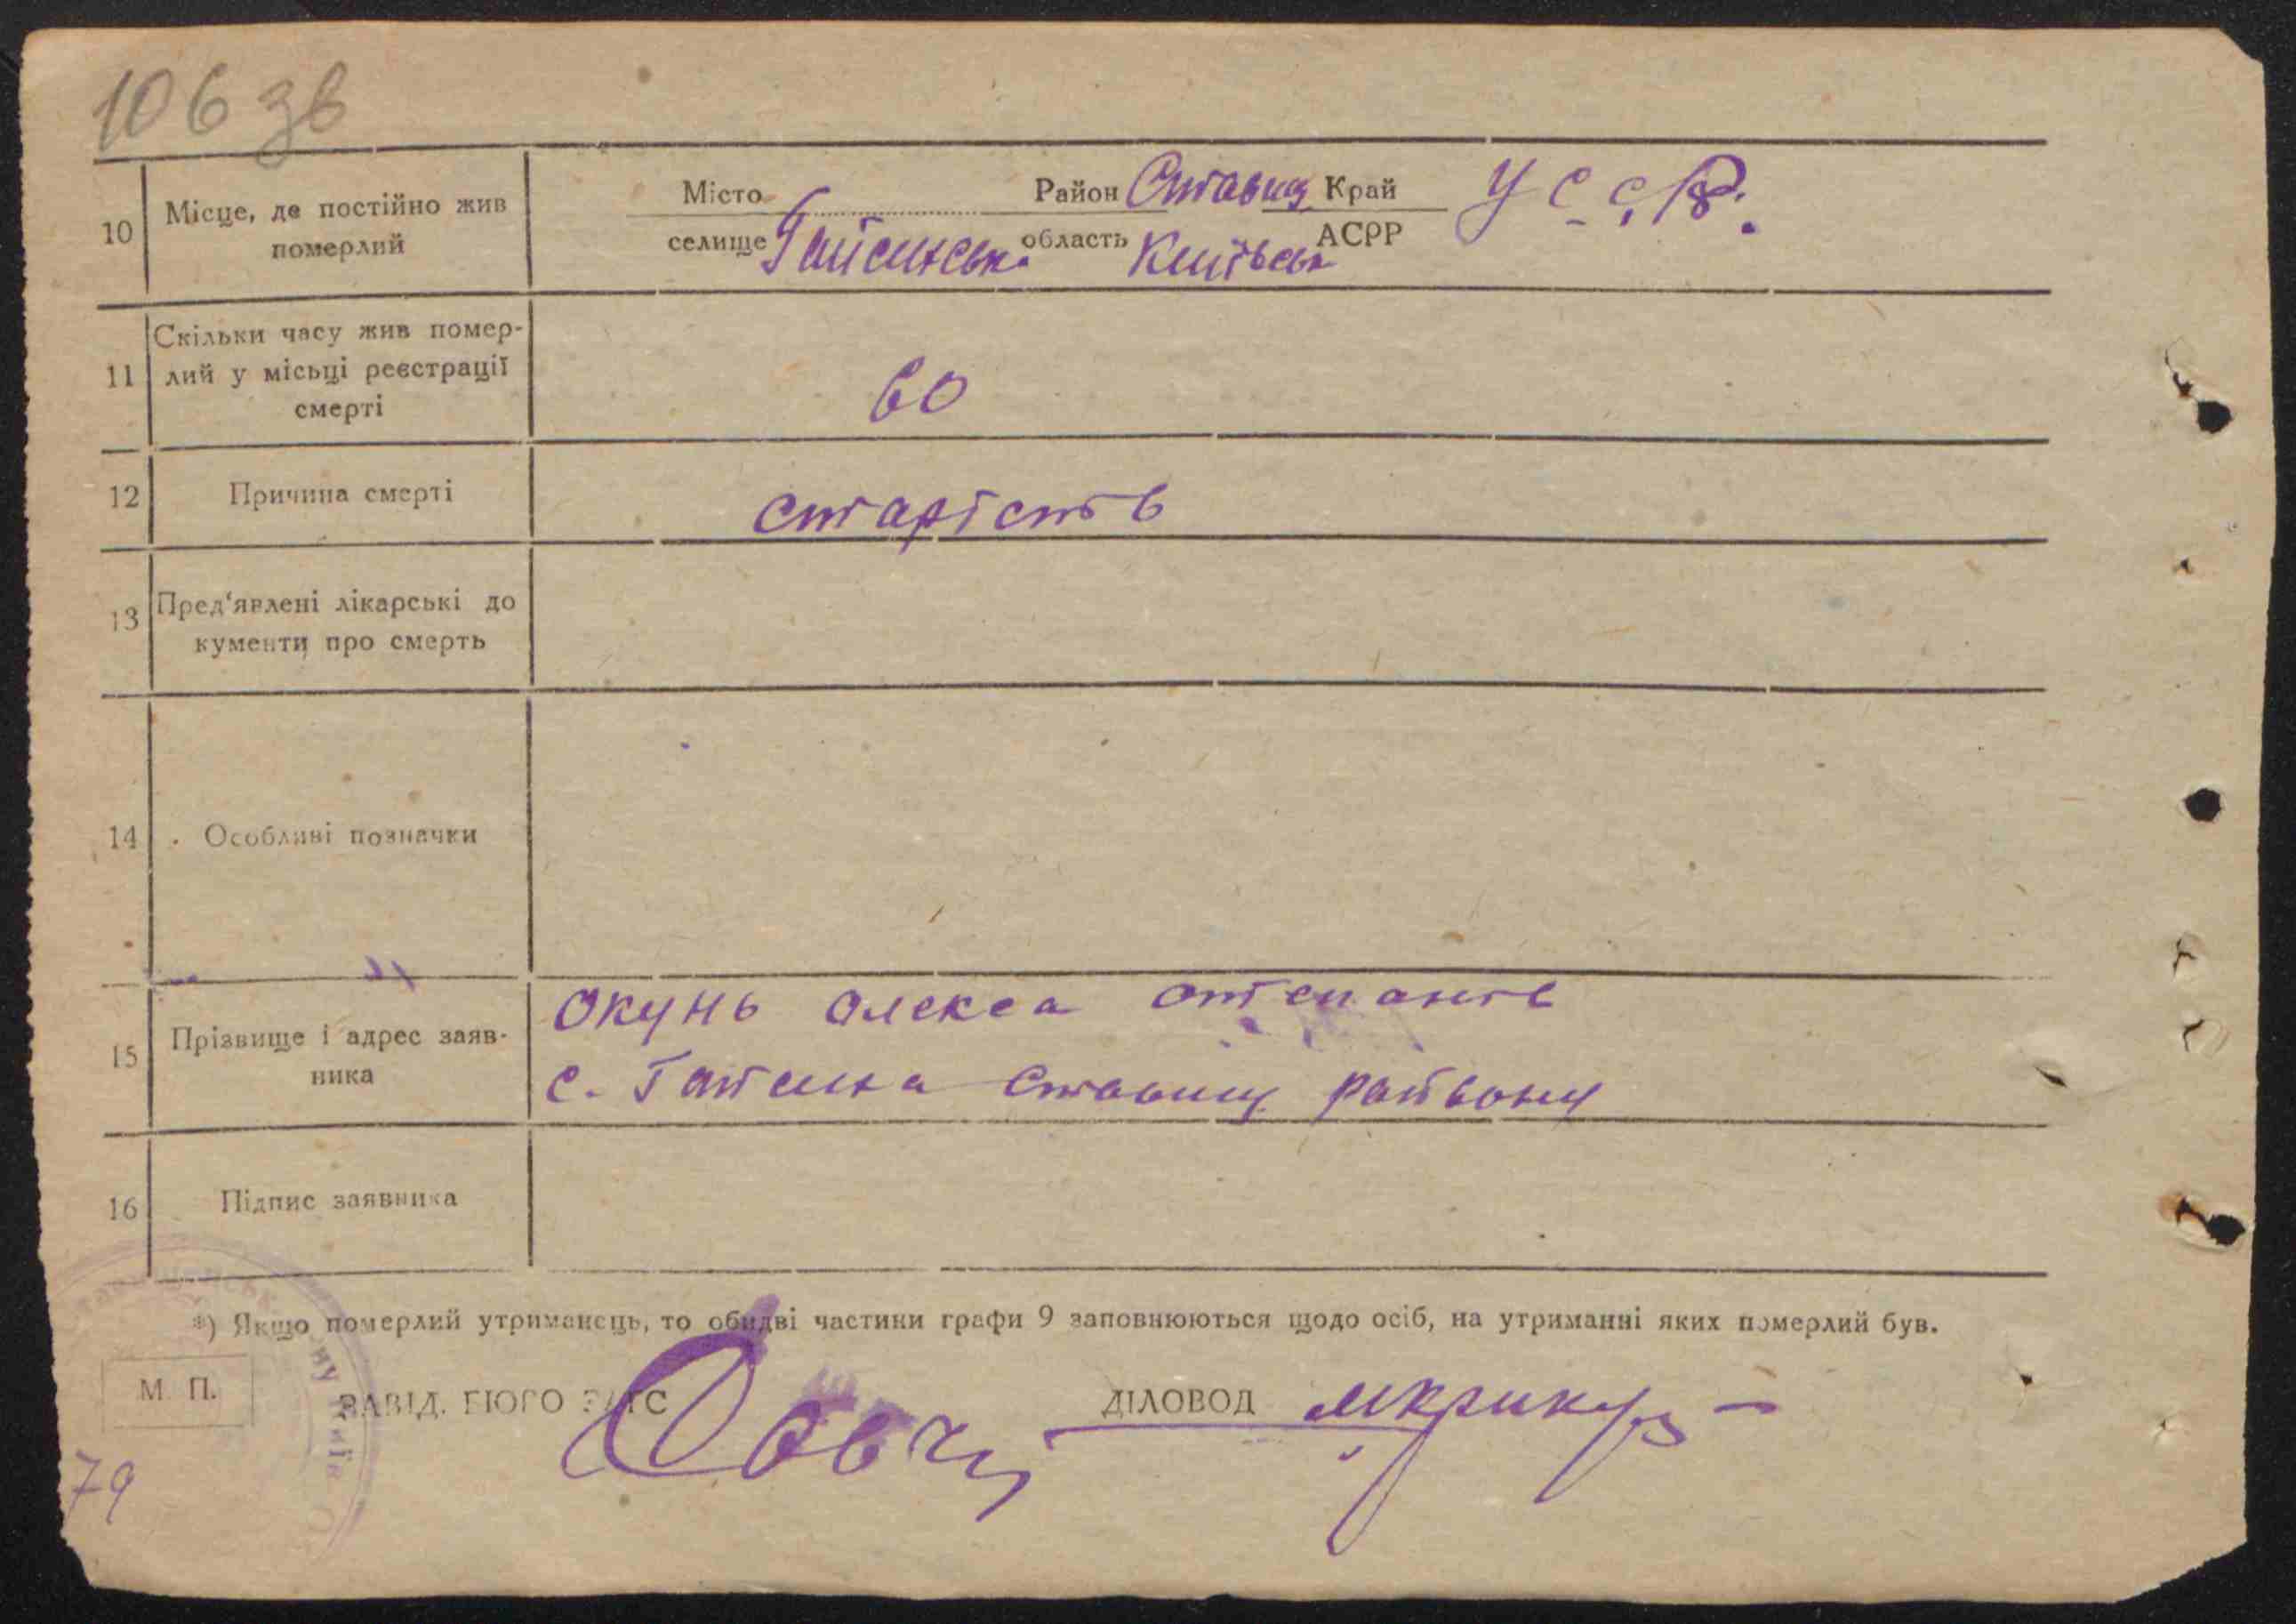 106 зв
10 Місце, де постійно жив померлий
Місто Район Ставищ Край УССР.
селище Гайсинськ. область Київськ АСРР
11 Скільки часу жив помер-
лий у місьці реєстрації
смерті
60
12 Причина смерті
старість
13 Пред'явлені лікарські до
кументи про смерть
14 Особливі позначки
15 Прізвище і адрес заяв-
ника
Окунь Олекса
с. Гайсина Ставищ райьону
16 Підпис заявника
*) Якщо померлий утриманець, то обидві частини графи 9 заповнюються щодо осіб, на утриманні яких померлий був.
М. П.
ЗАВІД. БЮРО ЗАГС
ДІЛОВОД
79